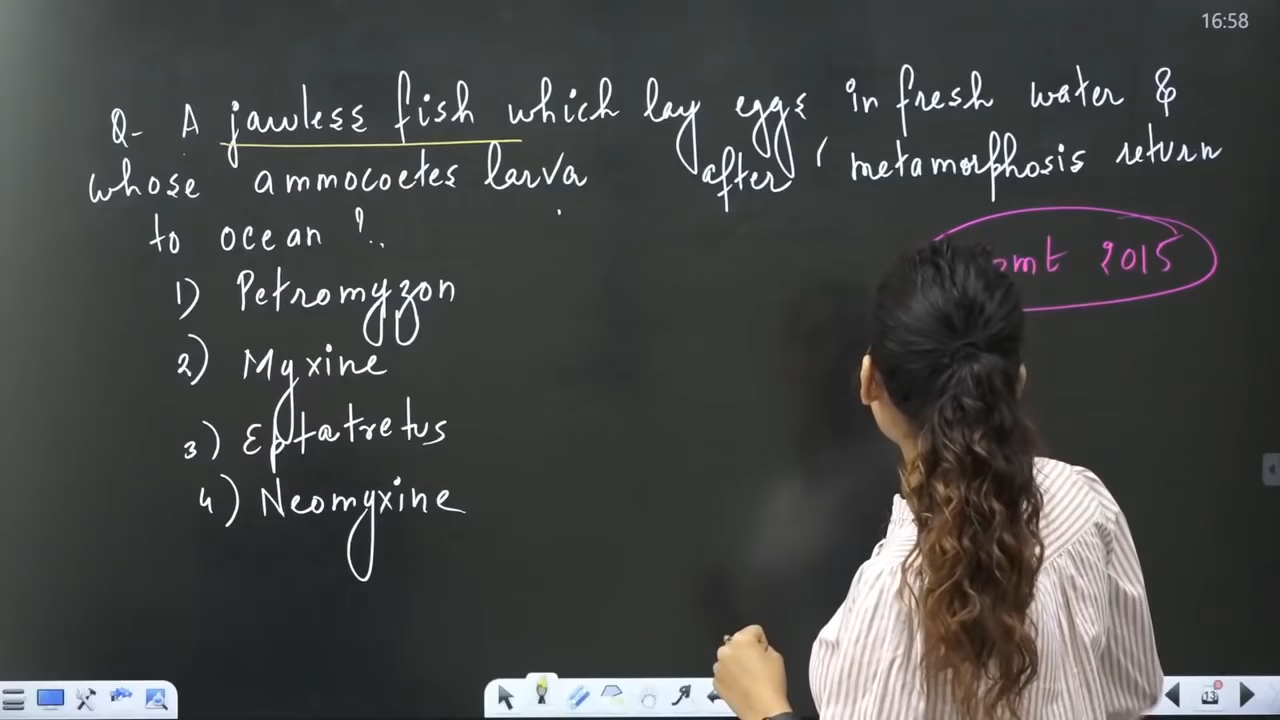 16:58
Q- A jawless fish which lay eggs in fresh water &
whose ammocoetes larva after metamorphosis return
to ocean ?
2015
1) Petromyzon
2) Myxine
3) Eptatretus
4) Neomyxine
13